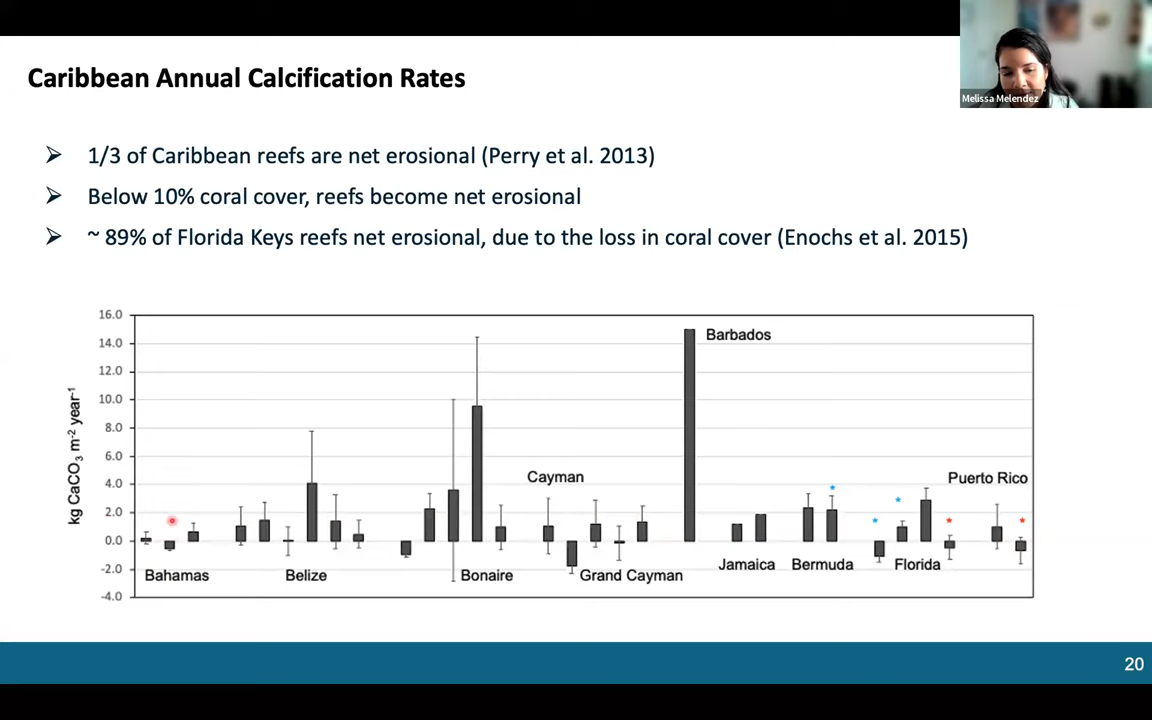 Melissa Melendez
Caribbean Annual Calcification Rates
➢ 1/3 of Caribbean reefs are net erosional (Perry et al. 2013)
➢ Below 10% coral cover, reefs become net erosional
➢ ~ 89% of Florida Keys reefs net erosional, due to the loss in coral cover (Enochs et al. 2015)
kg CaCO₃ m⁻² year⁻¹
16.0
14.0
12.0
10.0
8.0
6.0
4.0
2.0
0.0
-2.0
-4.0
Barbados
Cayman
Puerto Rico
Jamaica
Bermuda
Florida
Bahamas
Belize
Bonaire
Grand Cayman
20